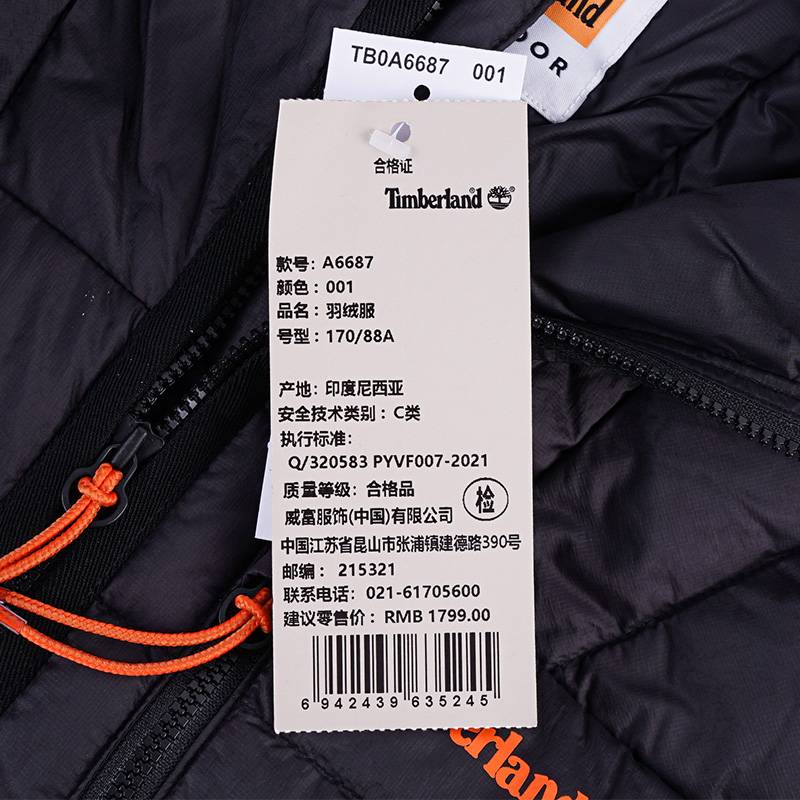 TB0A6687 001
OOR
合格证
Timberland
款号: A6687
颜色: 001
品名: 羽绒服
号型: 170/88A
产地: 印度尼西亚
安全技术类别: C类
执行标准:
Q/320583 PYVF007-2021
质量等级: 合格品
检
威富服饰(中国)有限公司
中国江苏省昆山市张浦镇建德路390号
邮编: 215321
联系电话: 021-61705600
建议零售价: RMB 1799.00
6 942439 635245
erland